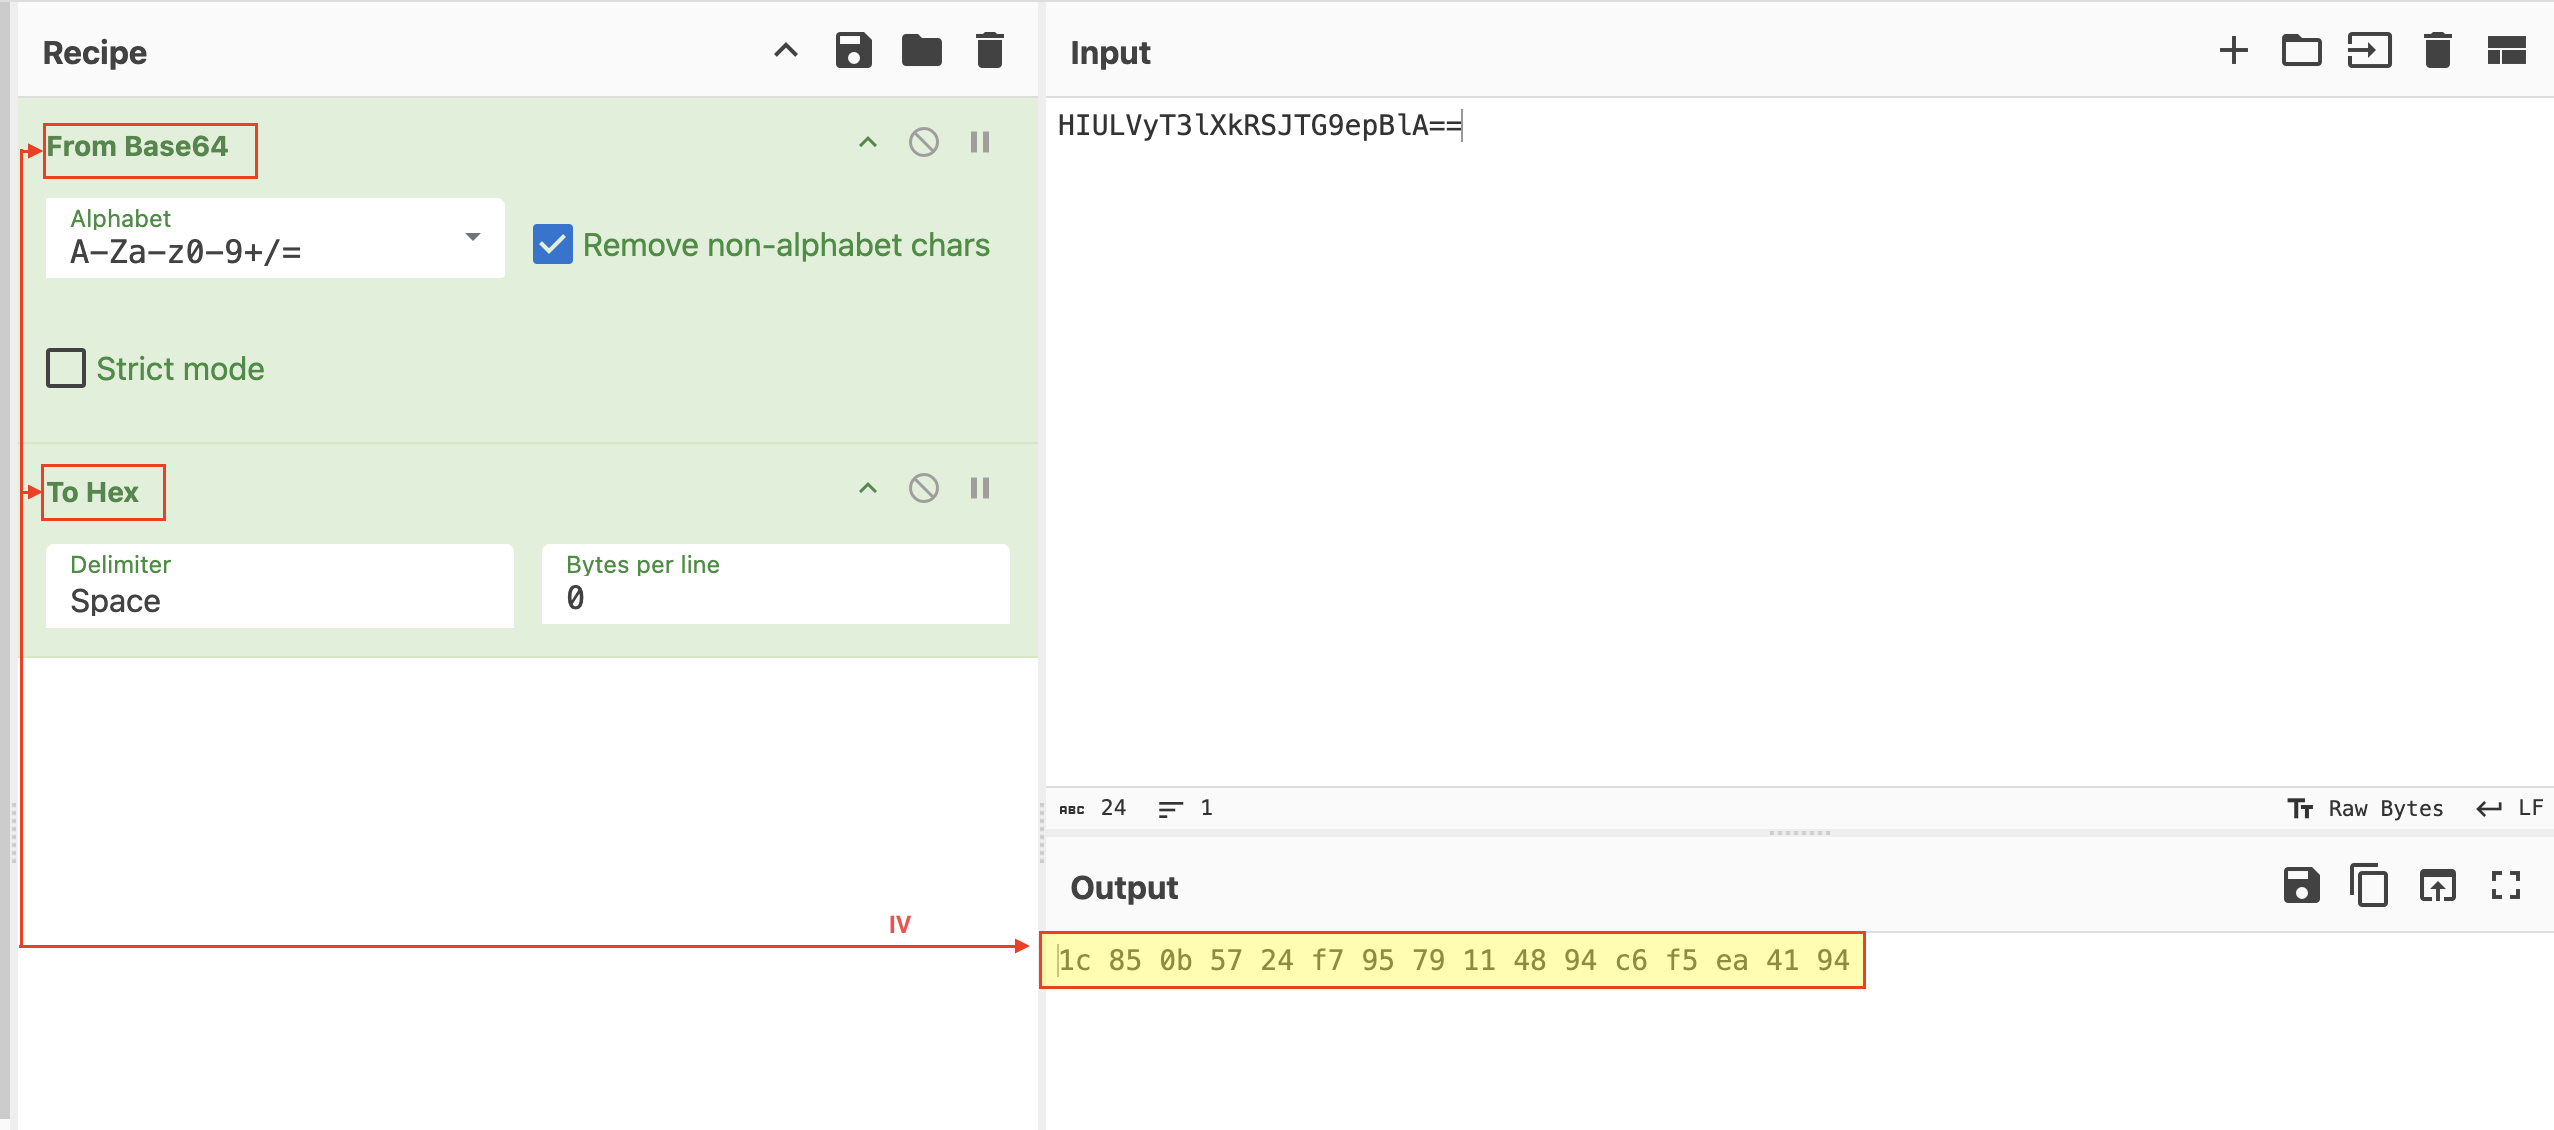 Recipe
From Base64
Alphabet
A-Za-z0-9+/=
Remove non-alphabet chars
Strict mode
To Hex
Delimiter
Space
Bytes per line
0
IV
Input
HIULVyT3lXkRSJTG9epBlA==
ABC 24 1
Tт Raw Bytes LF
Output
1c 85 0b 57 24 f7 95 79 11 48 94 c6 f5 ea 41 94